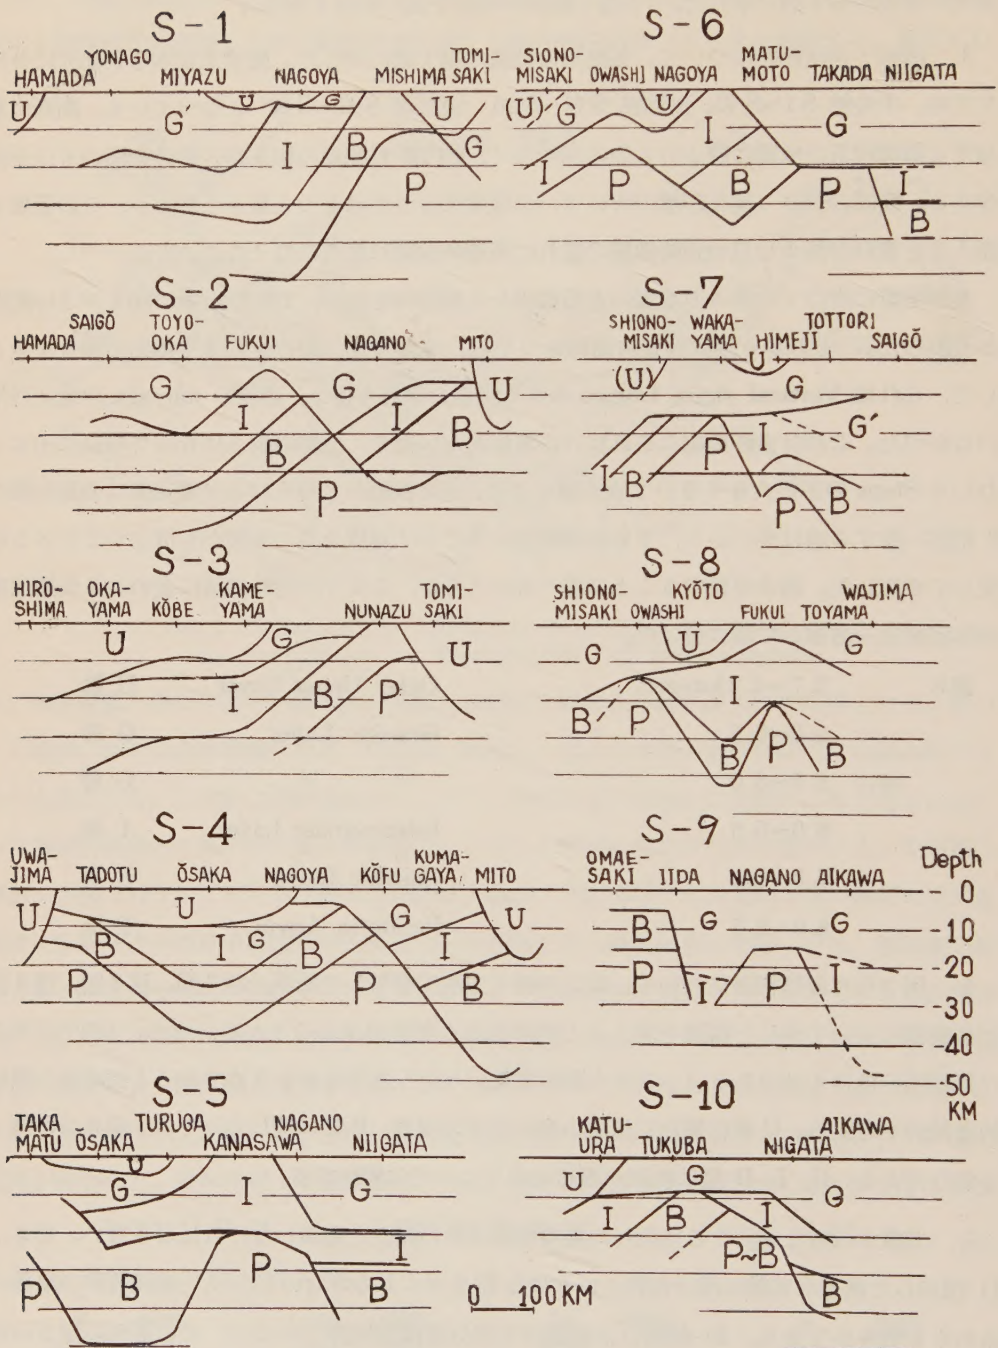 S-1
YONAGO TOMI-
HAMADA MIYAZU NAGOYA MISHIMA SAKI
U G' U G I B P U G
S-2
SAIGŌ TOYO-
HAMADA OKA FUKUI NAGANO MITO
G I B G P I B U
S-3
HIRO- OKA- KAME- TOMI-
SHIMA YAMA KŌBE YAMA NUNAZU SAKI
U G I B P U
S-4
UWA- KUMA-
JIMA TADOTU ŌSAKA NAGOYA KŌFU GAYA MITO
U P B U I G B P G I B U
S-5
TAKA TURUGA NAGANO
MATU ŌSAKA KANASAWA NIIGATA
P U G B I P G I B
S-6
SIONO- MATU-
MISAKI OWASHI NAGOYA MOTO TAKADA NIIGATA
(U) G I P U I B G P I B
S-7
SHIONO- WAKA- TOTTORI
MISAKI YAMA HIMEJI SAIGŌ
(U) I B P U G I G' P B
S-8
SHIONO- KYŌTO WAJIMA
MISAKI OWASHI FUKUI TOYAMA
G B P U I B P G B
S-9
OMAE-
SAKI IIDA NAGANO AIKAWA
B P G I P G I
Depth
0
-10
-20
-30
-40
-50
KM
S-10
KATU- AIKAWA
URA TUKUBA NIGATA
U I G B I P~B G B
0 100KM